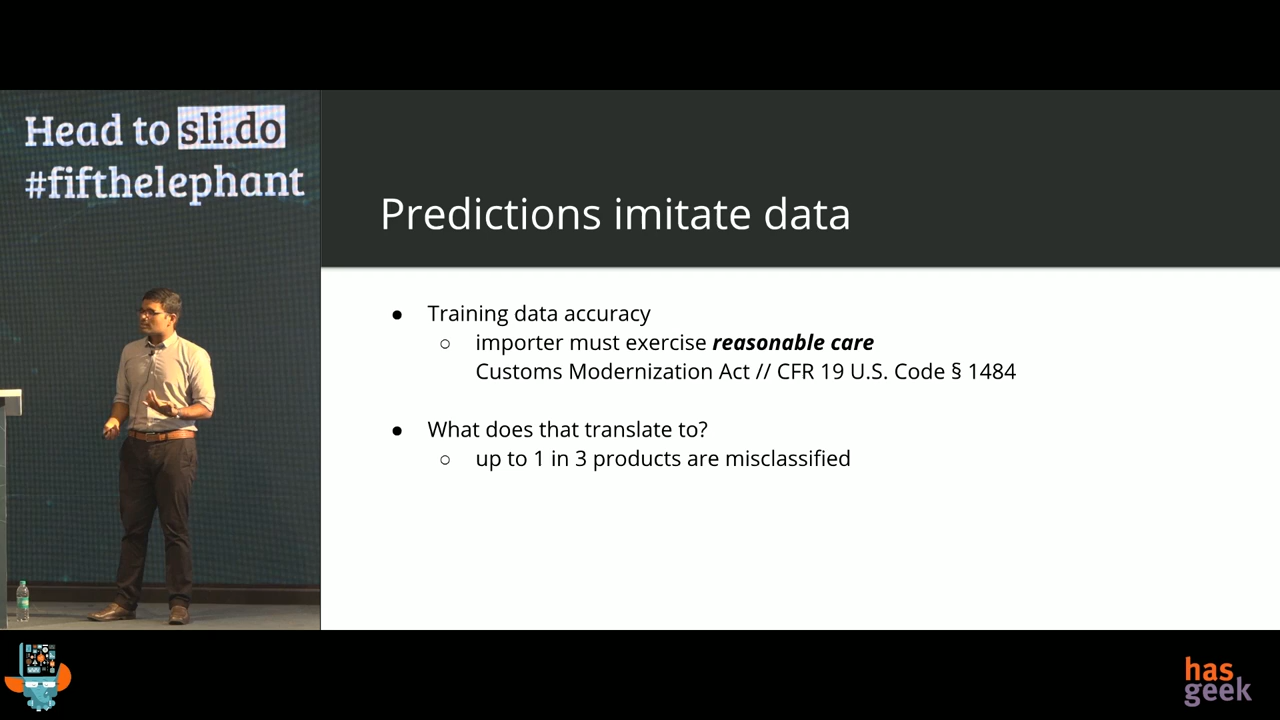 Head to sli.do
#fifthelephant
Predictions imitate data
● Training data accuracy
○ importer must exercise reasonable care
Customs Modernization Act // CFR 19 U.S. Code § 1484
● What does that translate to?
○ up to 1 in 3 products are misclassified
has
geek